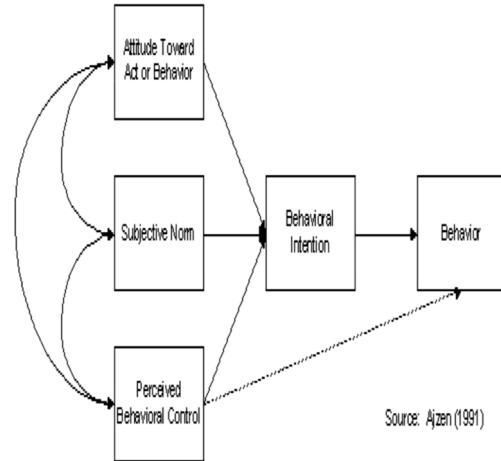 Attitude Toward
Act or Behavior
Subjective Norm
Behavioral
Intention
Behavior
Perceived
Behavioral Control
Source: Ajzen (1991)